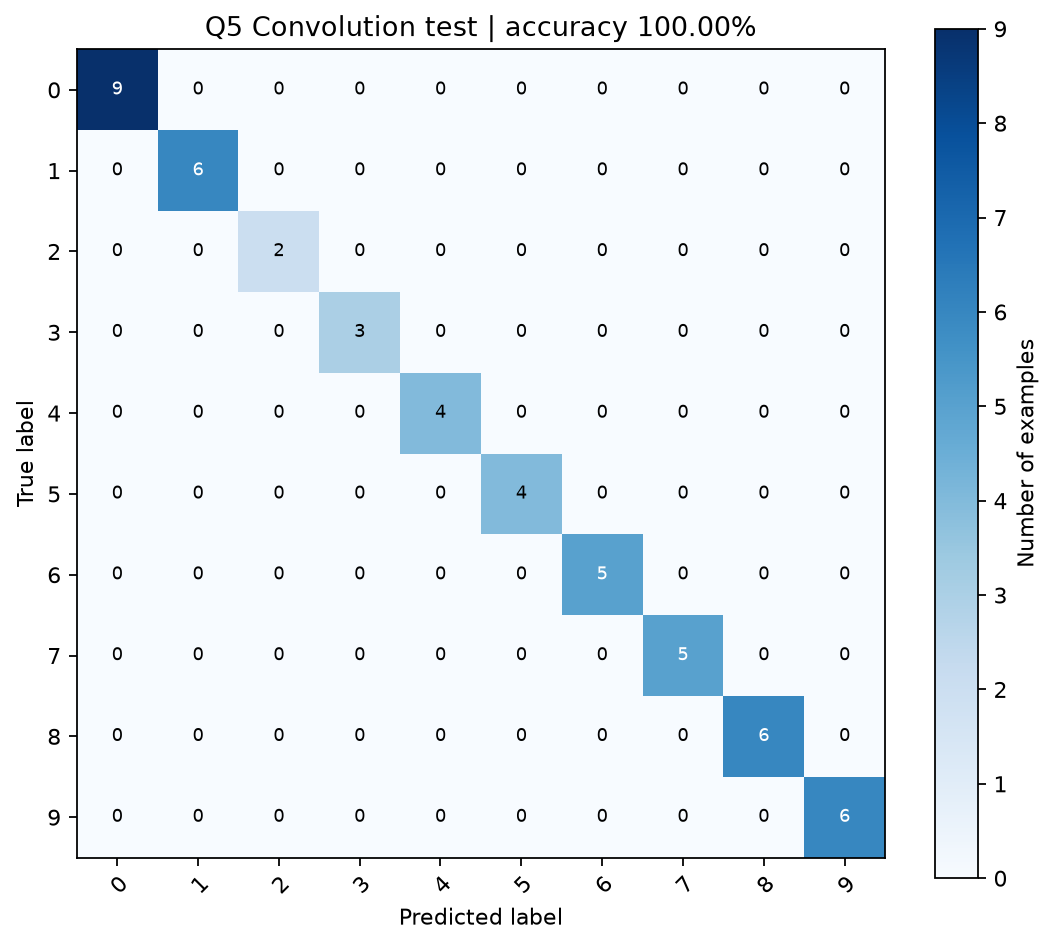 Q5 Convolution test | accuracy 100.00%
0 9 0 0 0 0 0 0 0 0 0
1 0 6 0 0 0 0 0 0 0 0
2 0 0 2 0 0 0 0 0 0 0
3 0 0 0 3 0 0 0 0 0 0
4 0 0 0 0 4 0 0 0 0 0
5 0 0 0 0 0 4 0 0 0 0
6 0 0 0 0 0 0 5 0 0 0
7 0 0 0 0 0 0 0 5 0 0
8 0 0 0 0 0 0 0 0 6 0
9 0 0 0 0 0 0 0 0 0 6
0 1 2 3 4 5 6 7 8 9
Predicted label
True label
9
8
7
6
5
4
3
2
1
0
Number of examples